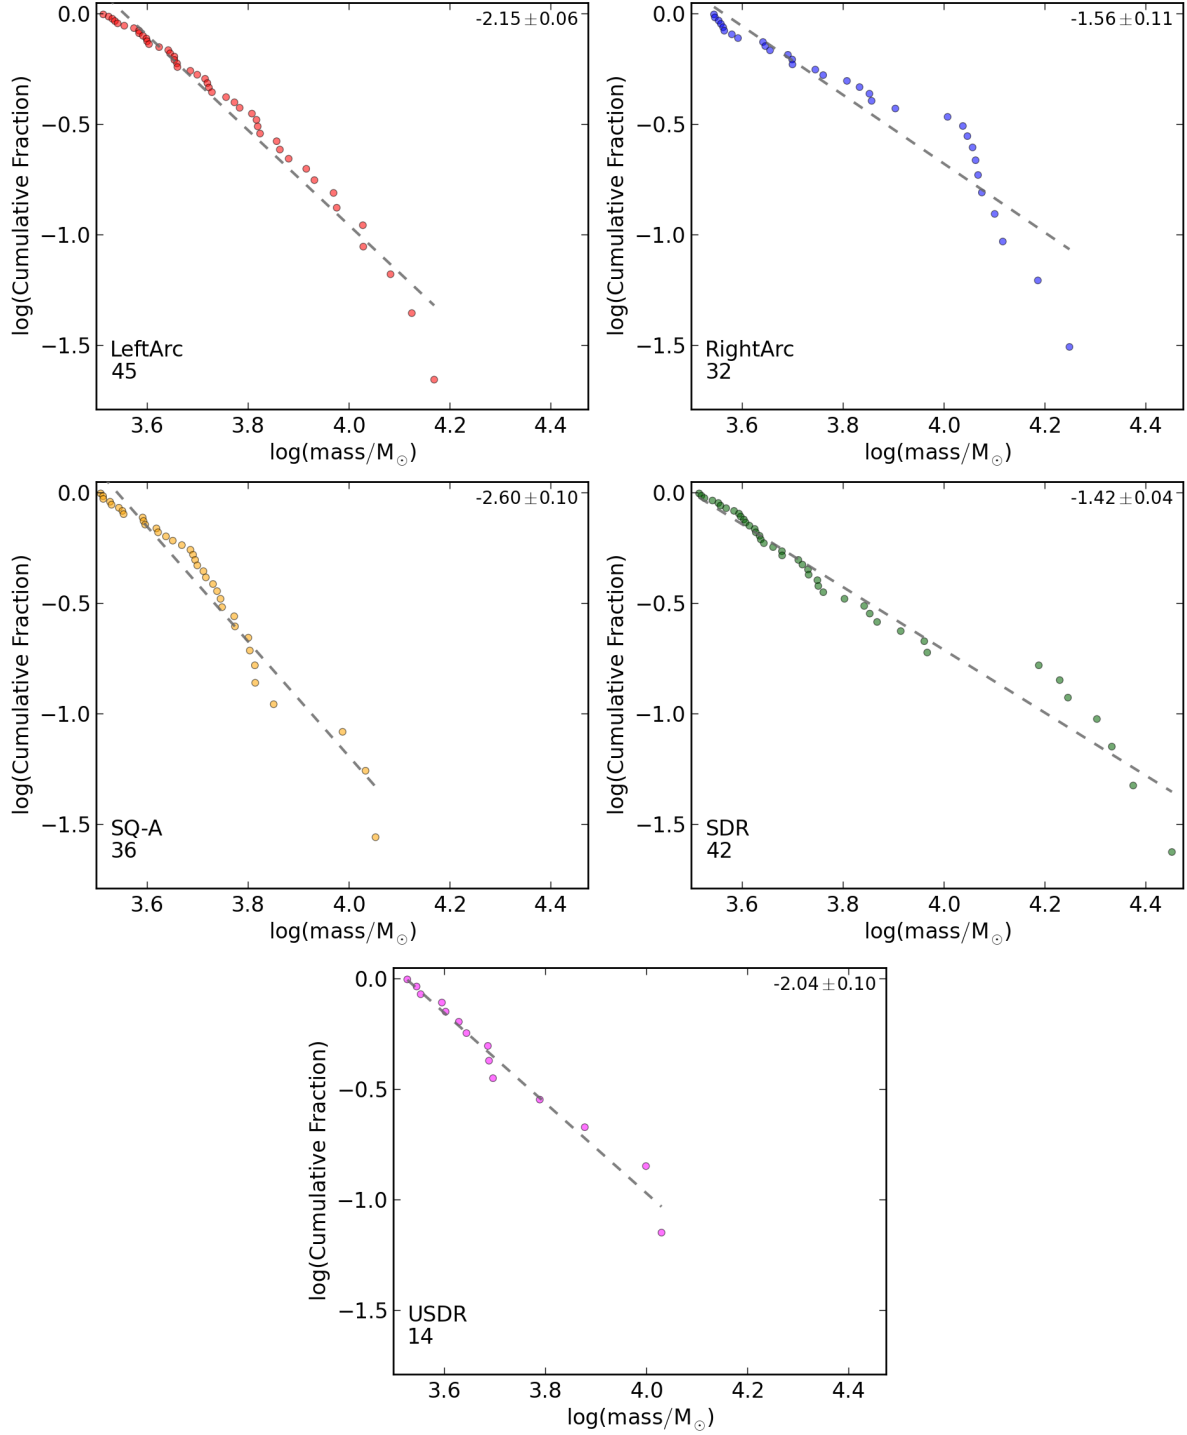 0.0
−0.5
−1.0
−1.5
log(Cumulative Fraction)
-2.15±0.06
LeftArc
45
3.6 3.8 4.0 4.2 4.4
log(mass/M☉)
0.0
−0.5
−1.0
−1.5
log(Cumulative Fraction)
-1.56±0.11
RightArc
32
3.6 3.8 4.0 4.2 4.4
log(mass/M☉)
0.0
−0.5
−1.0
−1.5
log(Cumulative Fraction)
-2.60±0.10
SQ-A
36
3.6 3.8 4.0 4.2 4.4
log(mass/M☉)
0.0
−0.5
−1.0
−1.5
log(Cumulative Fraction)
-1.42±0.04
SDR
42
3.6 3.8 4.0 4.2 4.4
log(mass/M☉)
0.0
−0.5
−1.0
−1.5
log(Cumulative Fraction)
-2.04±0.10
USDR
14
3.6 3.8 4.0 4.2 4.4
log(mass/M☉)